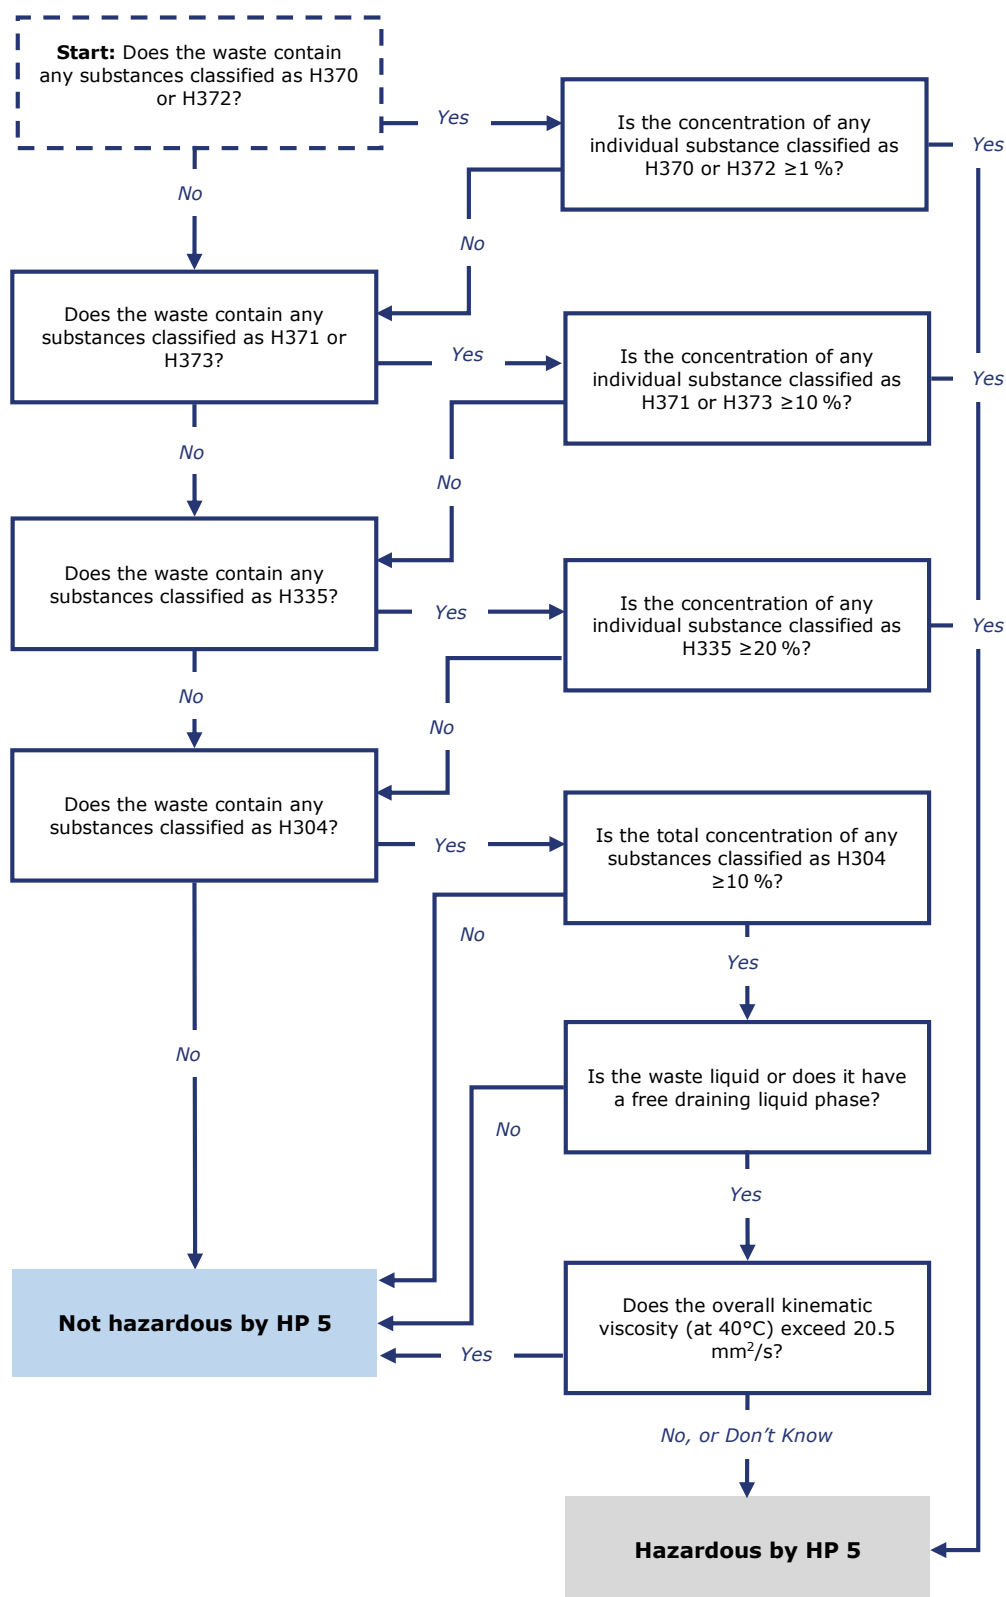 Start: Does the waste contain
any substances classified as H370
or H372?
Yes
Is the concentration of any
individual substance classified as
H370 or H372 ≥1 %?
Yes
No
No
Does the waste contain any
substances classified as H371 or
H373?
Yes
Is the concentration of any
individual substance classified as
H371 or H373 ≥10 %?
Yes
No
No
Does the waste contain any
substances classified as H335?
Yes
Is the concentration of any
individual substance classified as
H335 ≥20 %?
Yes
No
No
Does the waste contain any
substances classified as H304?
Yes
Is the total concentration of any
substances classified as H304
≥10 %?
No
Yes
No
Is the waste liquid or does it have
a free draining liquid phase?
No
Yes
Not hazardous by HP 5
Yes
Does the overall kinematic
viscosity (at 40°C) exceed 20.5
mm²/s?
No, or Don't Know
Hazardous by HP 5